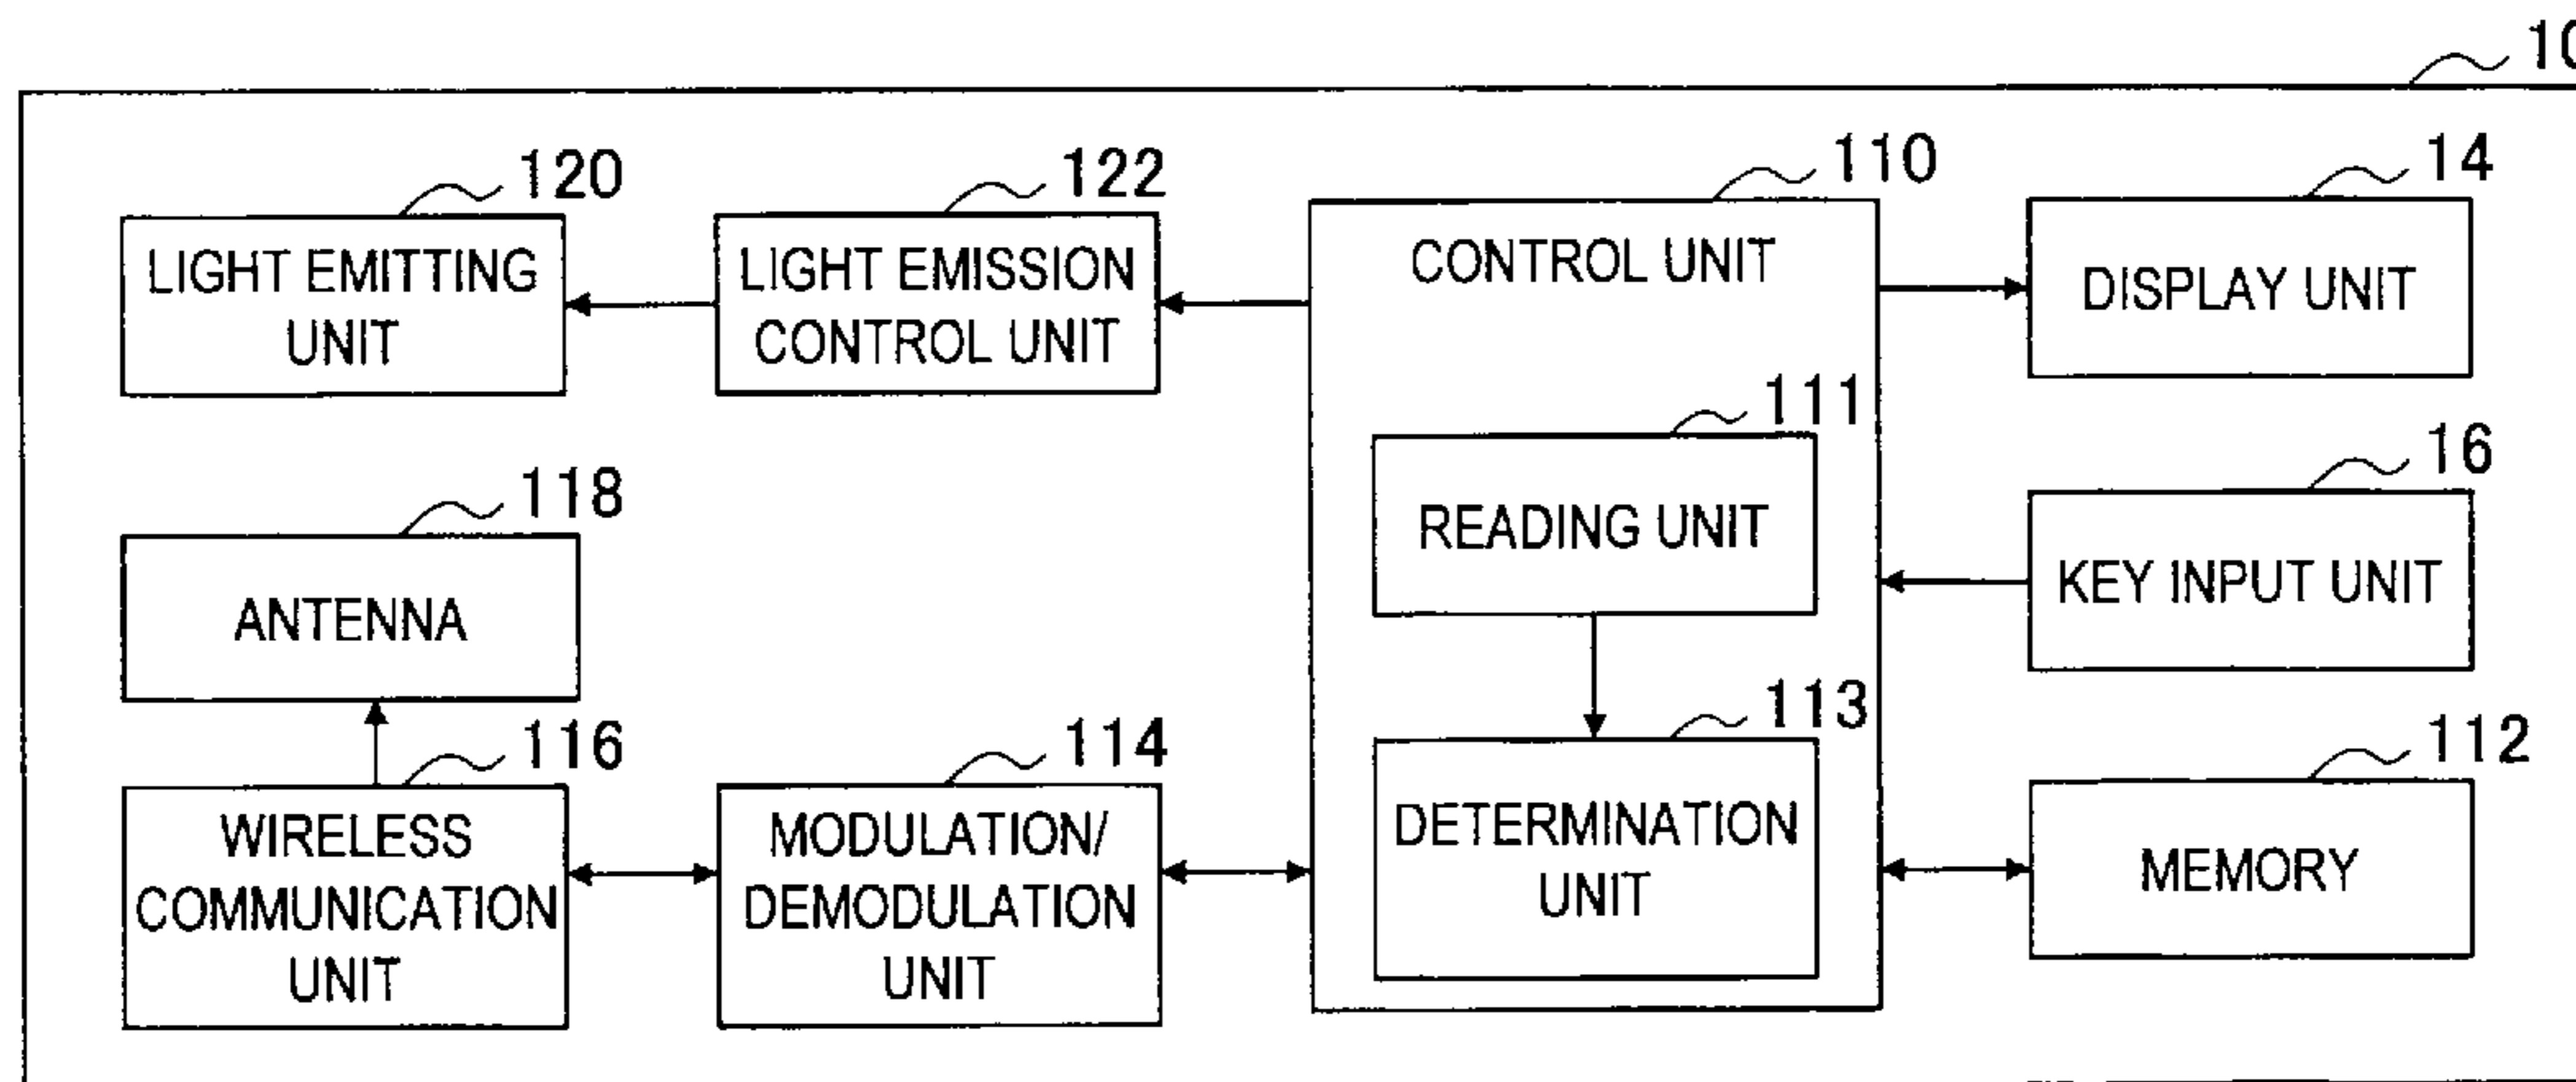 10
120
LIGHT EMITTING
UNIT
122
LIGHT EMISSION
CONTROL UNIT
110
CONTROL UNIT
14
DISPLAY UNIT
111
READING UNIT
16
KEY INPUT UNIT
118
ANTENNA
113
DETERMINATION
UNIT
112
MEMORY
116
WIRELESS
COMMUNICATION
UNIT
114
MODULATION/
DEMODULATION
UNIT